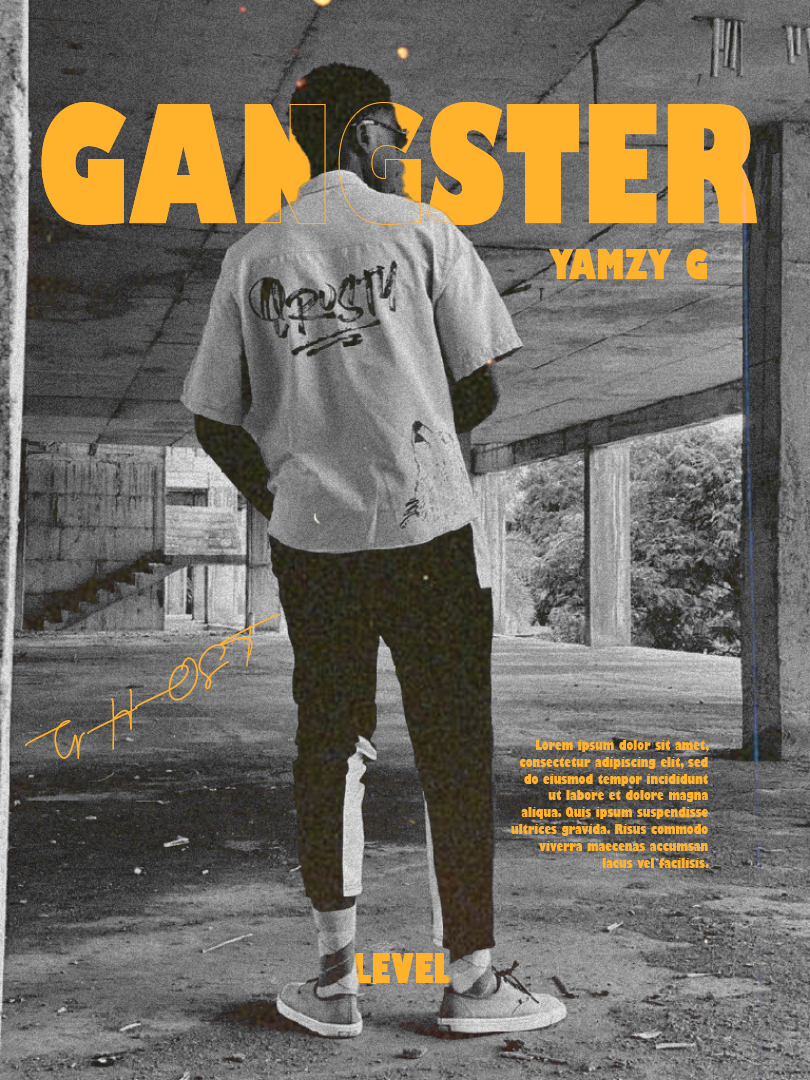 GANGSTER
YAMZY G
GHOST
Lorem ipsum dolor sit amet,
consectetur adipiscing elit, sed
do eiusmod tempor incididunt
ut labore et dolore magna
aliqua. Quis ipsum suspendisse
ultrices gravida. Risus commodo
viverra maecenas accumsan
lacus vel facilisis.
LEVEL